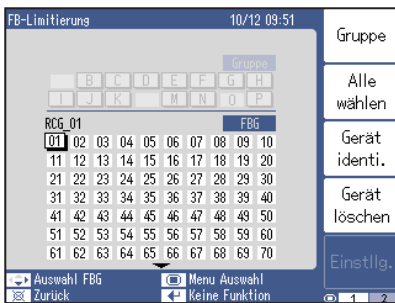 FB-Limitierung 10/12 09:51
Gruppe
B C D E F G H
I J K M N O P
RCG_01 FBG
01 02 03 04 05 06 07 08 09 10
11 12 13 14 15 16 17 18 19 20
21 22 23 24 25 26 27 28 29 30
31 32 33 34 35 36 37 38 39 40
41 42 43 44 45 46 47 48 49 50
51 52 53 54 55 56 57 58 59 60
61 62 63 64 65 66 67 68 69 70
Auswahl FBG Menu Auswahl
Zurück Keine Funktion
Gruppe
Alle
wählen
Gerät
identi.
Gerät
löschen
Einstllg.
1 2